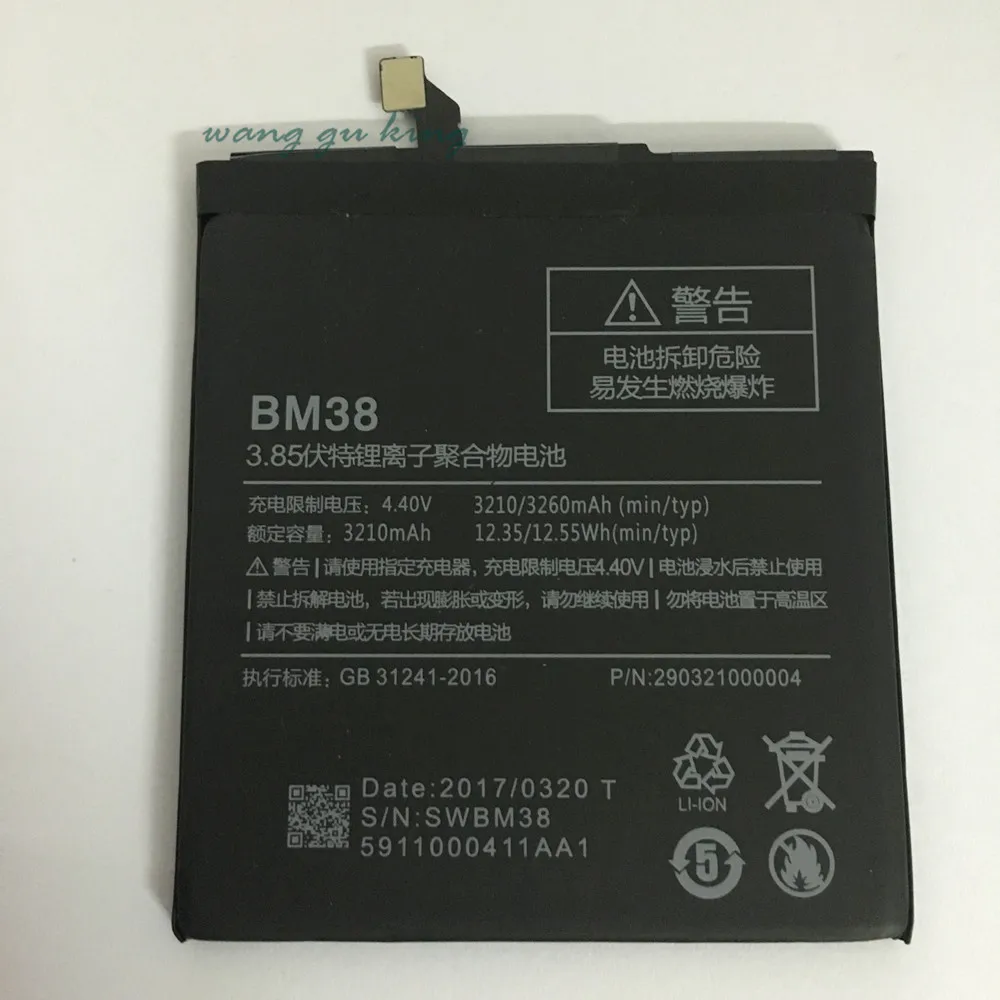 wang gu king
警告
电池拆卸危险
易发生燃烧爆炸
BM38
3.85伏特锂离子聚合物电池
充电限制电压: 4.40V 3210/3260mAh (min/typ)
额定容量: 3210mAh 12.35/12.55Wh(min/typ)
警告|请使用指定充电器, 充电限制电压4.40V|电池浸水后禁止使用
|禁止拆解电池, 若出现膨胀或变形, 请勿继续使用|勿将电池置于高温区
|请不要满电或无电长期存放电池
执行标准: GB 31241-2016 P/N:290321000004
Date:2017/0320 T
S/N:SWBM38
5911000411AA1
LI-ION
5